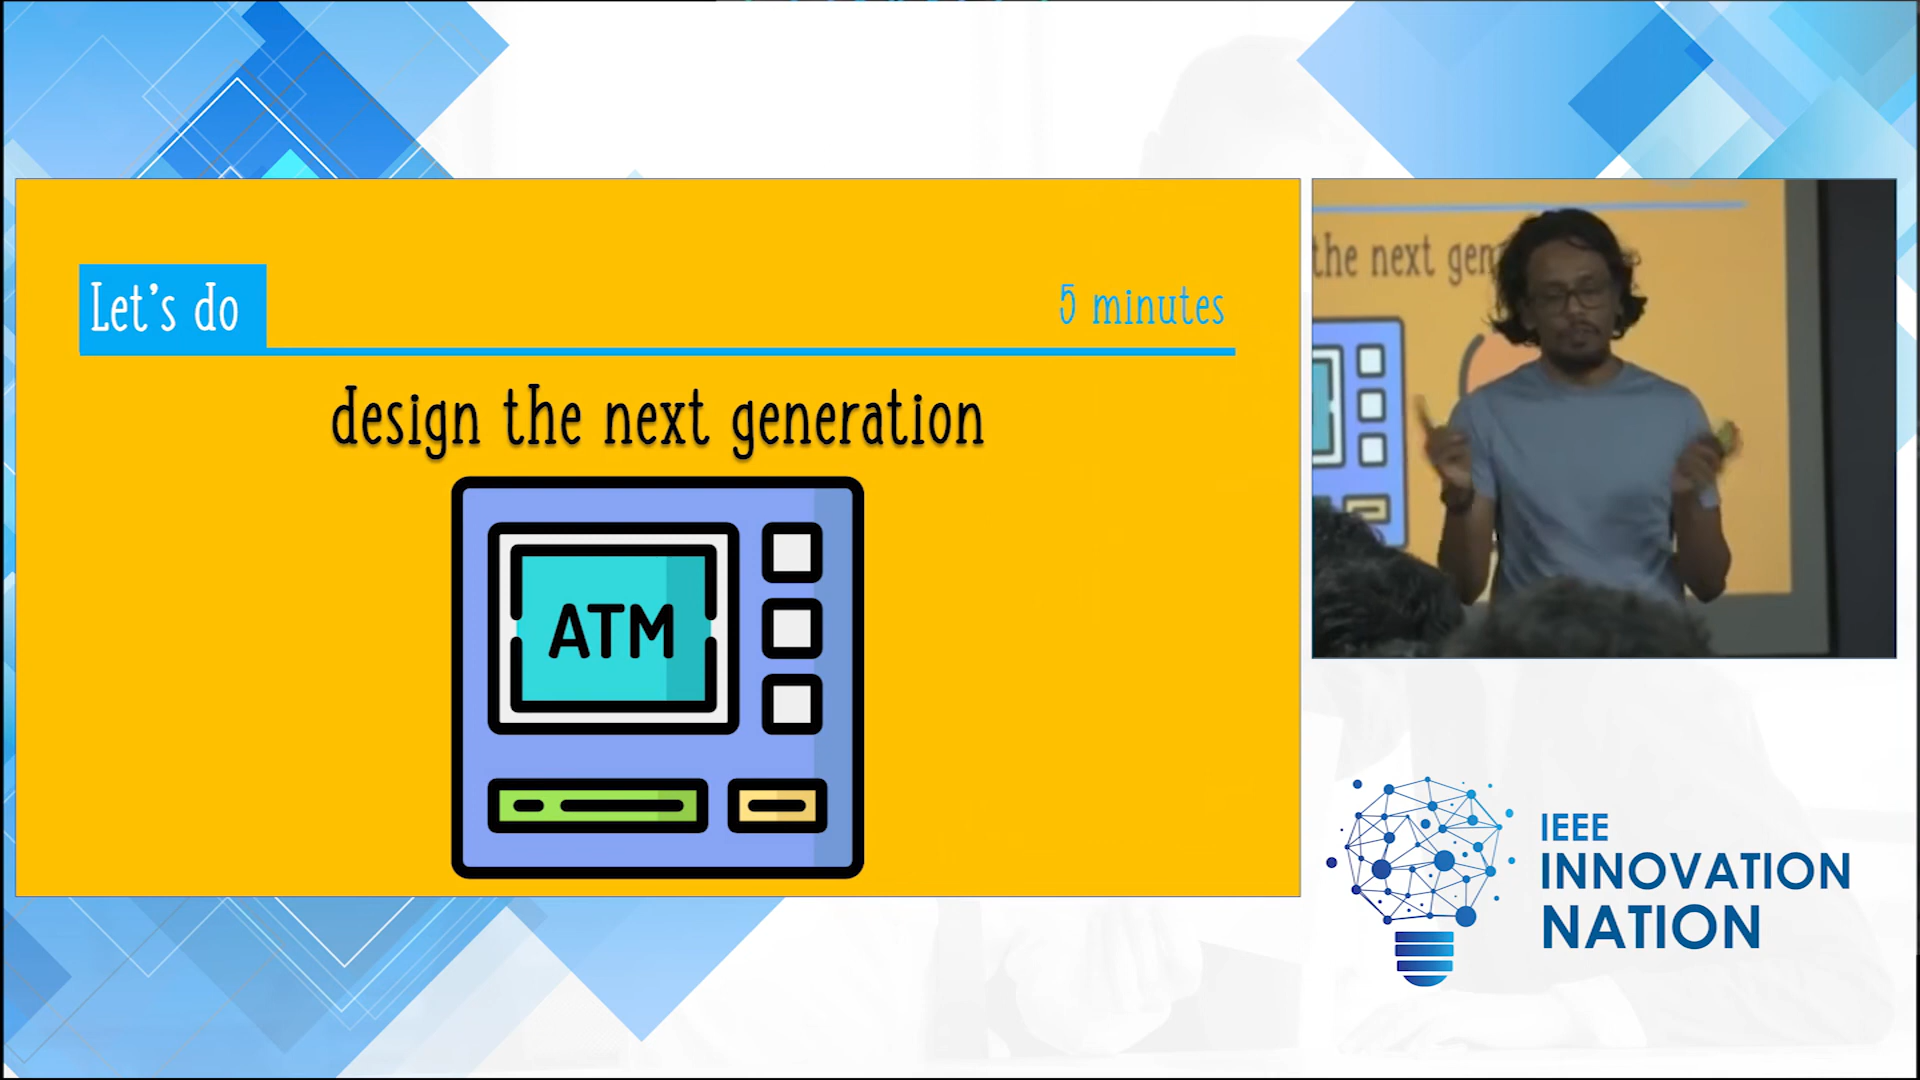 Let's do
5 minutes
design the next generation
ATM
the next gen
IEEE
INNOVATION
NATION